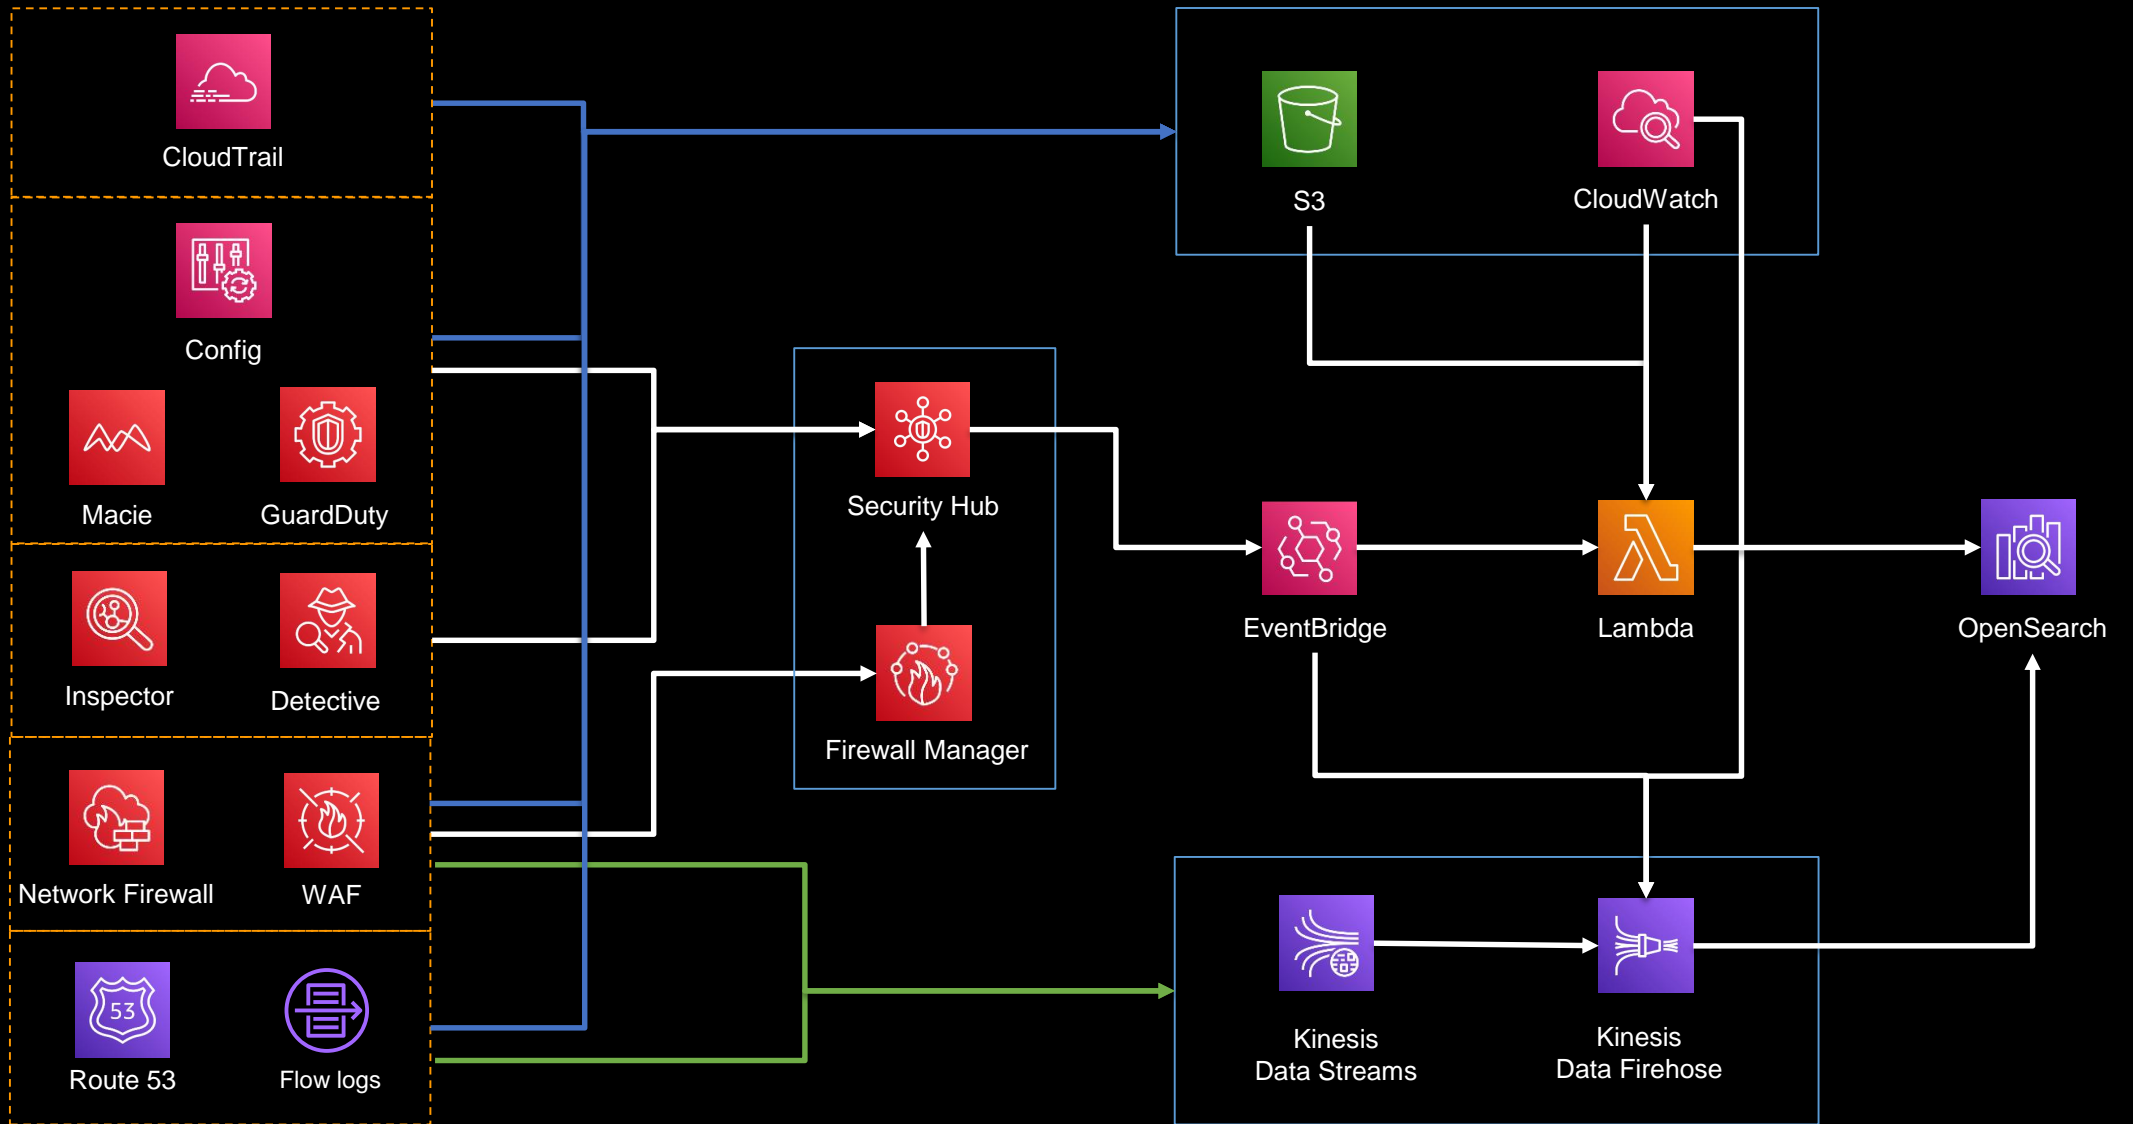 CloudTrail
Config
Macie
GuardDuty
Inspector
Detective
Network Firewall
WAF
53
Route 53
Flow logs
Security Hub
Firewall Manager
S3
CloudWatch
EventBridge
Lambda
OpenSearch
Kinesis
Data Streams
Kinesis
Data Firehose